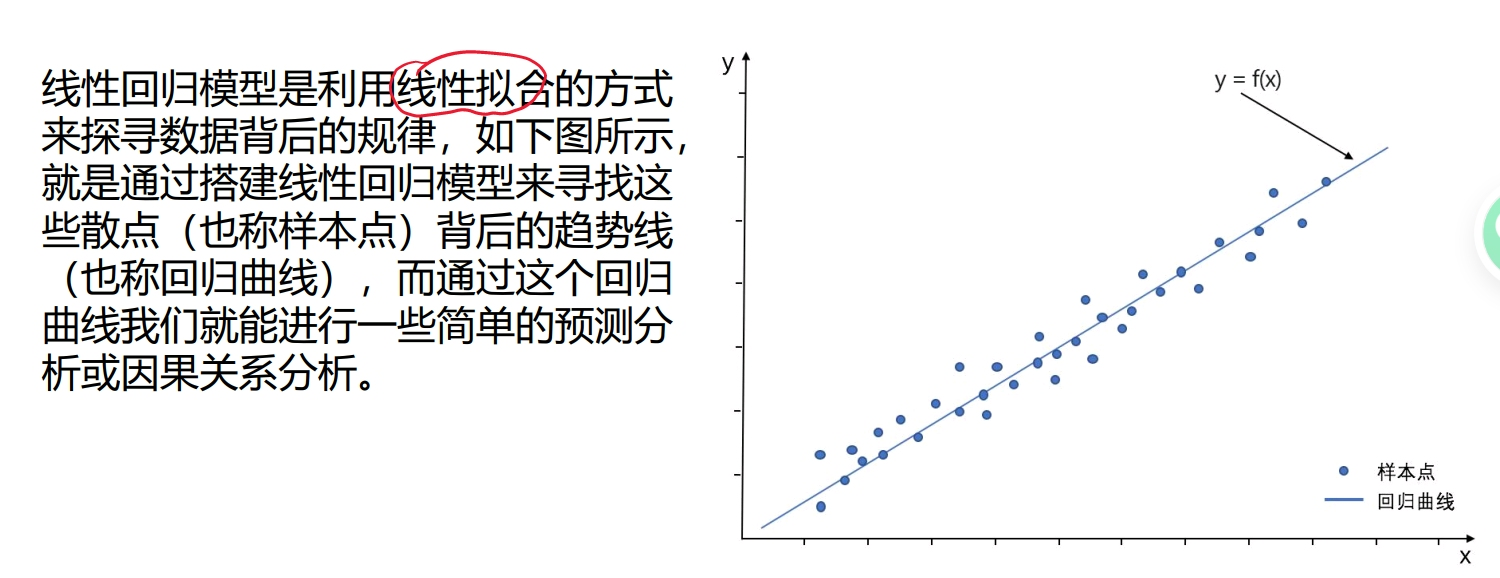 线性回归模型是利用线性拟合的方式
来探寻数据背后的规律，如下图所示，
就是通过搭建线性回归模型来寻找这
些散点（也称样本点）背后的趋势线
（也称回归曲线），而通过这个回归
曲线我们就能进行一些简单的预测分
析或因果关系分析。
y
y = f(x)
样本点
回归曲线
x